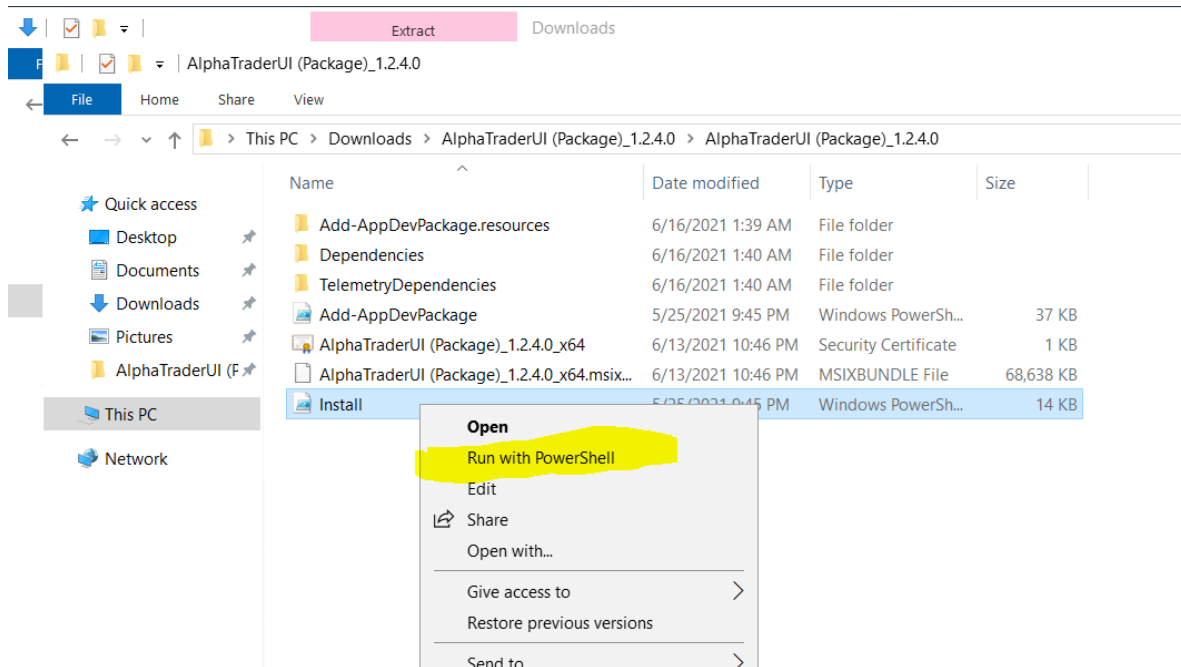 Extract Downloads
F AlphaTraderUI (Package)_1.2.4.0
File Home Share View
This PC > Downloads > AlphaTraderUI (Package)_1.2.4.0 > AlphaTraderUI (Package)_1.2.4.0
Name Date modified Type Size
Quick access
Desktop
Documents
Downloads
Pictures
AlphaTraderUI (F
This PC
Network
Add-AppDevPackage.resources 6/16/2021 1:39 AM File folder
Dependencies 6/16/2021 1:40 AM File folder
TelemetryDependencies 6/16/2021 1:40 AM File folder
Add-AppDevPackage 5/25/2021 9:45 PM Windows PowerSh... 37 KB
AlphaTraderUI (Package)_1.2.4.0_x64 6/13/2021 10:46 PM Security Certificate 1 KB
AlphaTraderUI (Package)_1.2.4.0_x64.msix... 6/13/2021 10:46 PM MSIXBUNDLE File 68,638 KB
Install 5/25/2021 9:45 PM Windows PowerSh... 14 KB
Open
Run with PowerShell
Edit
Share
Open with...
Give access to
Restore previous versions
Send to